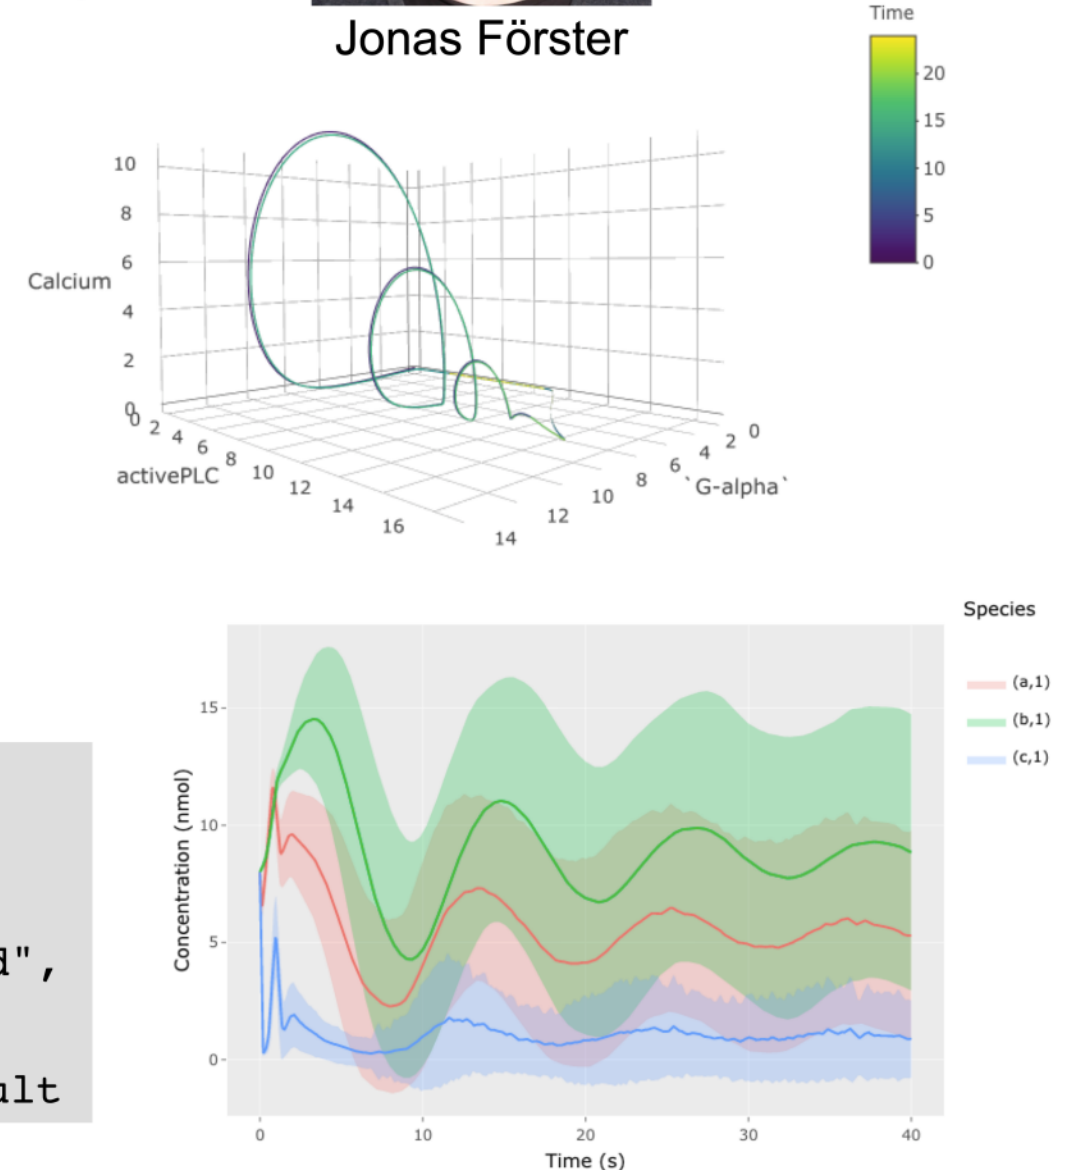 Jonas Förster
Time
20
15
10
5
0
10
8
6
4
2
0
Calcium
0
2
4
6
8
10
12
14
16
activePLC
14
12
10
8
6
4
2
0
`G-alpha`
d",
ult
Species
(a,1)
(b,1)
(c,1)
Concentration (nmol)
15
10
5
0
0
10
20
30
40
Time (s)